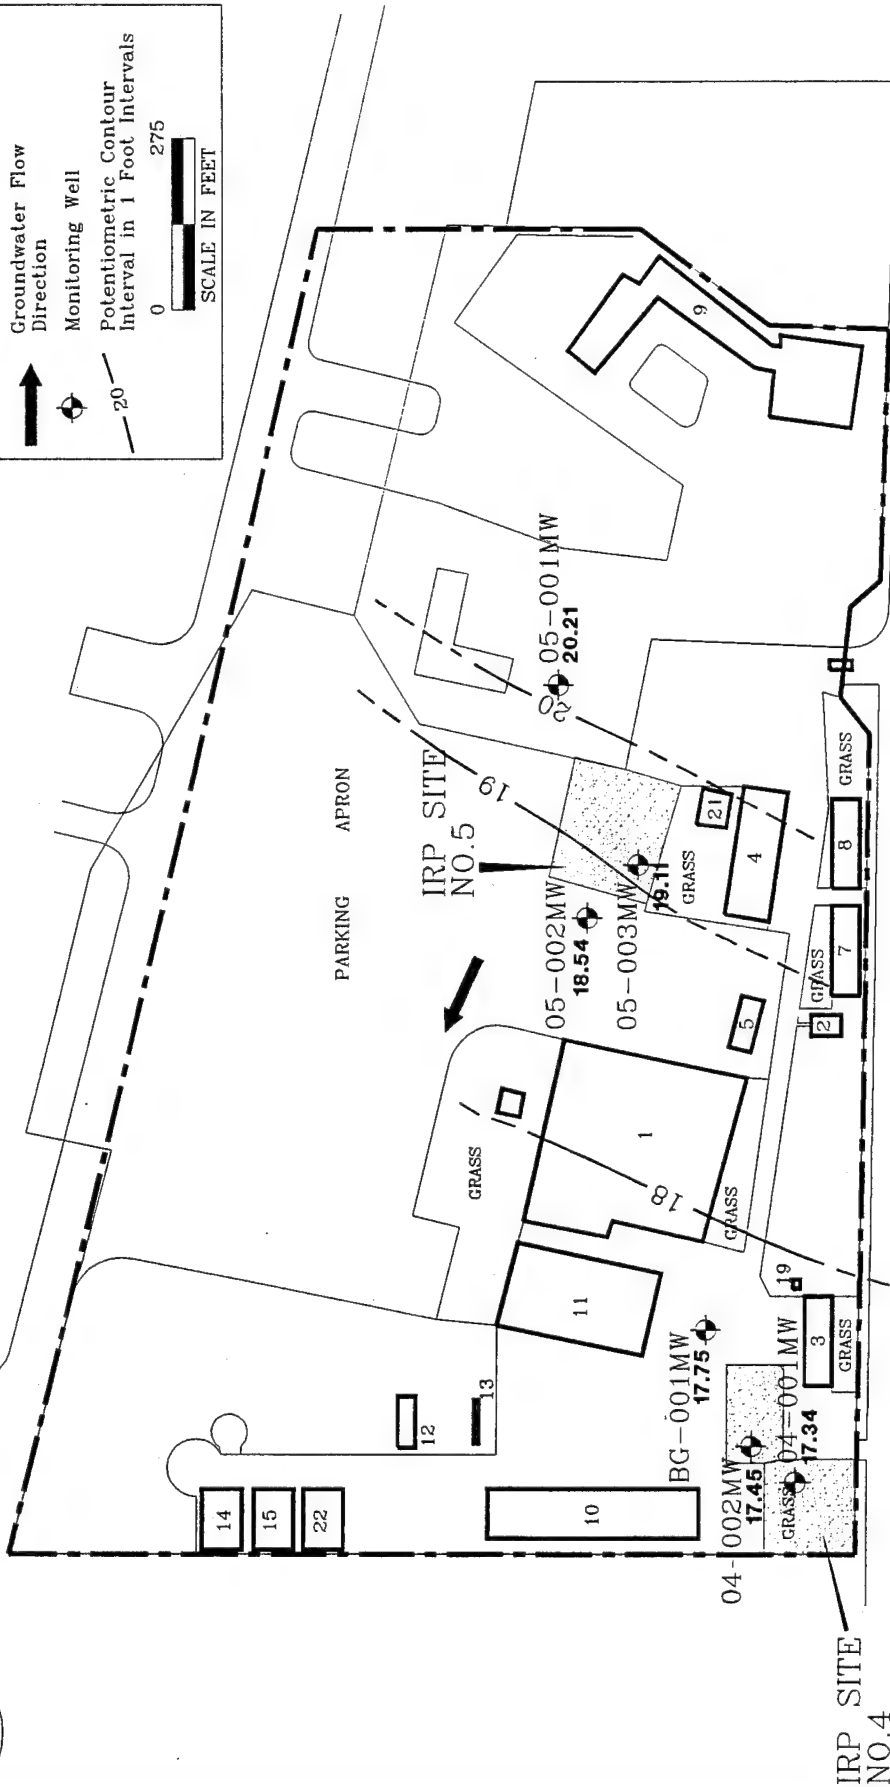 Groundwater Flow
Direction
Monitoring Well
20
Potentiometric Contour
Interval in 1 Foot Intervals
0 275
SCALE IN FEET
9
05-001MW
20.21
20
PARKING APRON
IRP SITE
NO.5
19
05-002MW
18.54
05-003MW
19.11
GRASS
21
4
GRASS
8
GRASS
7
2
5
1
GRASS
18
GRASS
11
19
3
GRASS
BG-001MW
17.75
13
12
14
15
22
10
04-002MW
17.45
04-001MW
17.34
GRASS
IRP SITE
NO.4